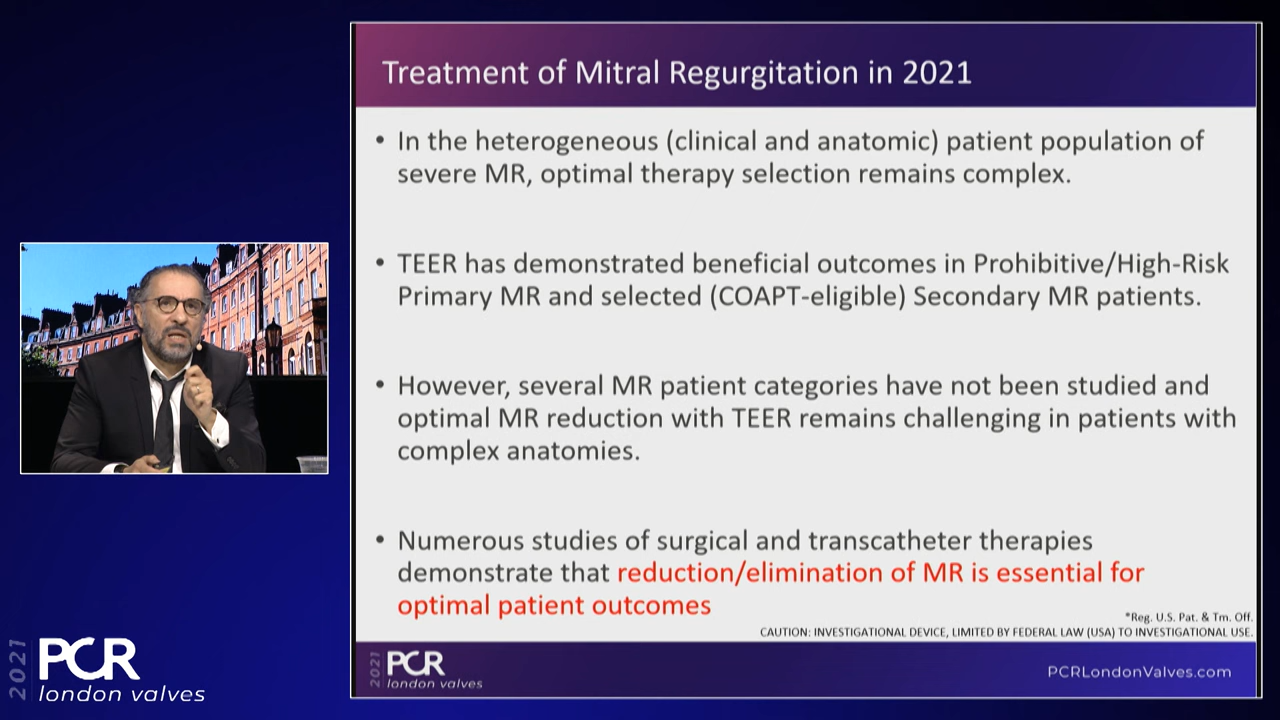 Treatment of Mitral Regurgitation in 2021
• In the heterogeneous (clinical and anatomic) patient population of
severe MR, optimal therapy selection remains complex.
• TEER has demonstrated beneficial outcomes in Prohibitive/High-Risk
Primary MR and selected (COAPT-eligible) Secondary MR patients.
• However, several MR patient categories have not been studied and
optimal MR reduction with TEER remains challenging in patients with
complex anatomies.
• Numerous studies of surgical and transcatheter therapies
demonstrate that reduction/elimination of MR is essential for
optimal patient outcomes
*Reg. U.S. Pat. & Tm. Off.
CAUTION: INVESTIGATIONAL DEVICE, LIMITED BY FEDERAL LAW (USA) TO INVESTIGATIONAL USE.
2021
PCR
london valves
PCRLondonValves.com
2021
PCR
london valves